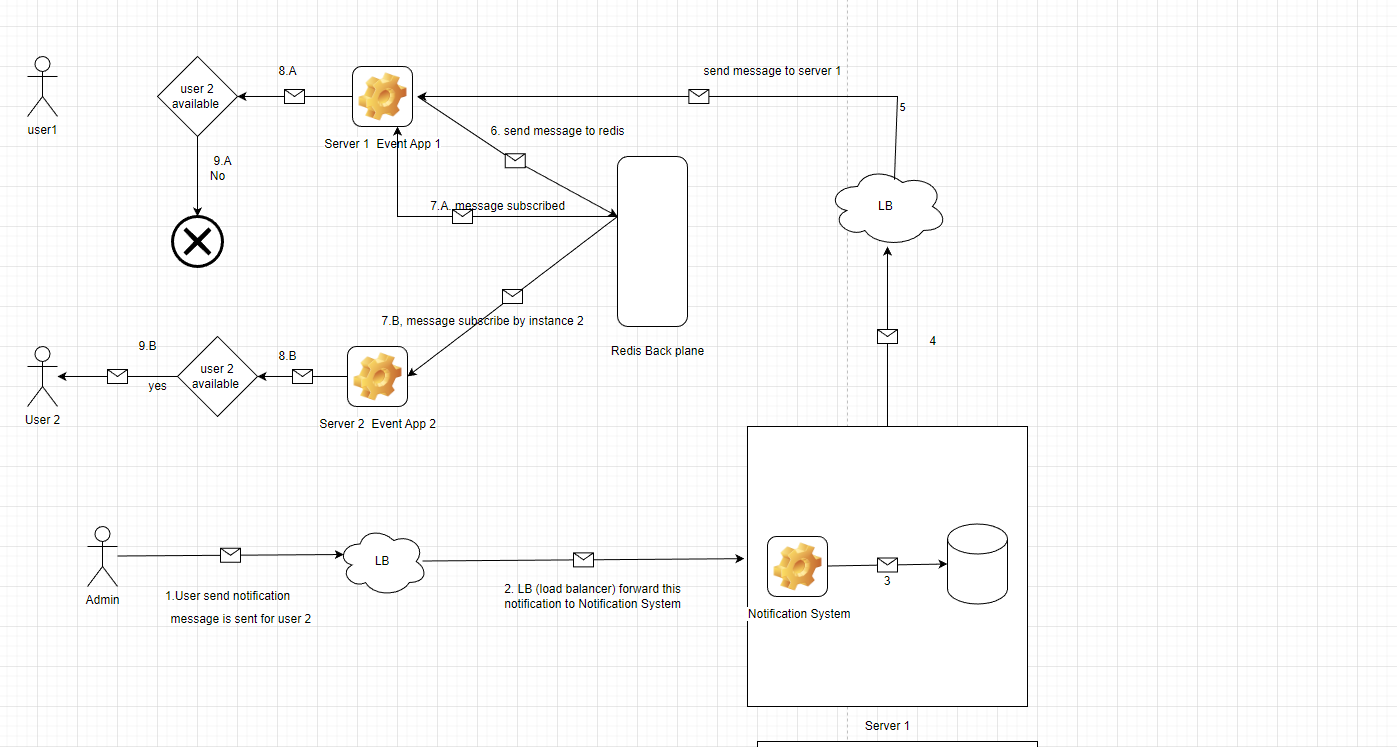 8.A
send message to server 1
user 2
available
5
user1
6. send message to redis
Server 1  Event App 1
9.A
No
7.A. message subscribed
LB
7.B, message subscribe by instance 2
4
9.B
8.B
Redis Back plane
user 2
available
yes
User 2
Server 2  Event App 2
LB
3
1.User send notification
message is sent for user 2
2. LB (load balancer) forward this
notification to Notification System
Admin
Notification System
Server 1